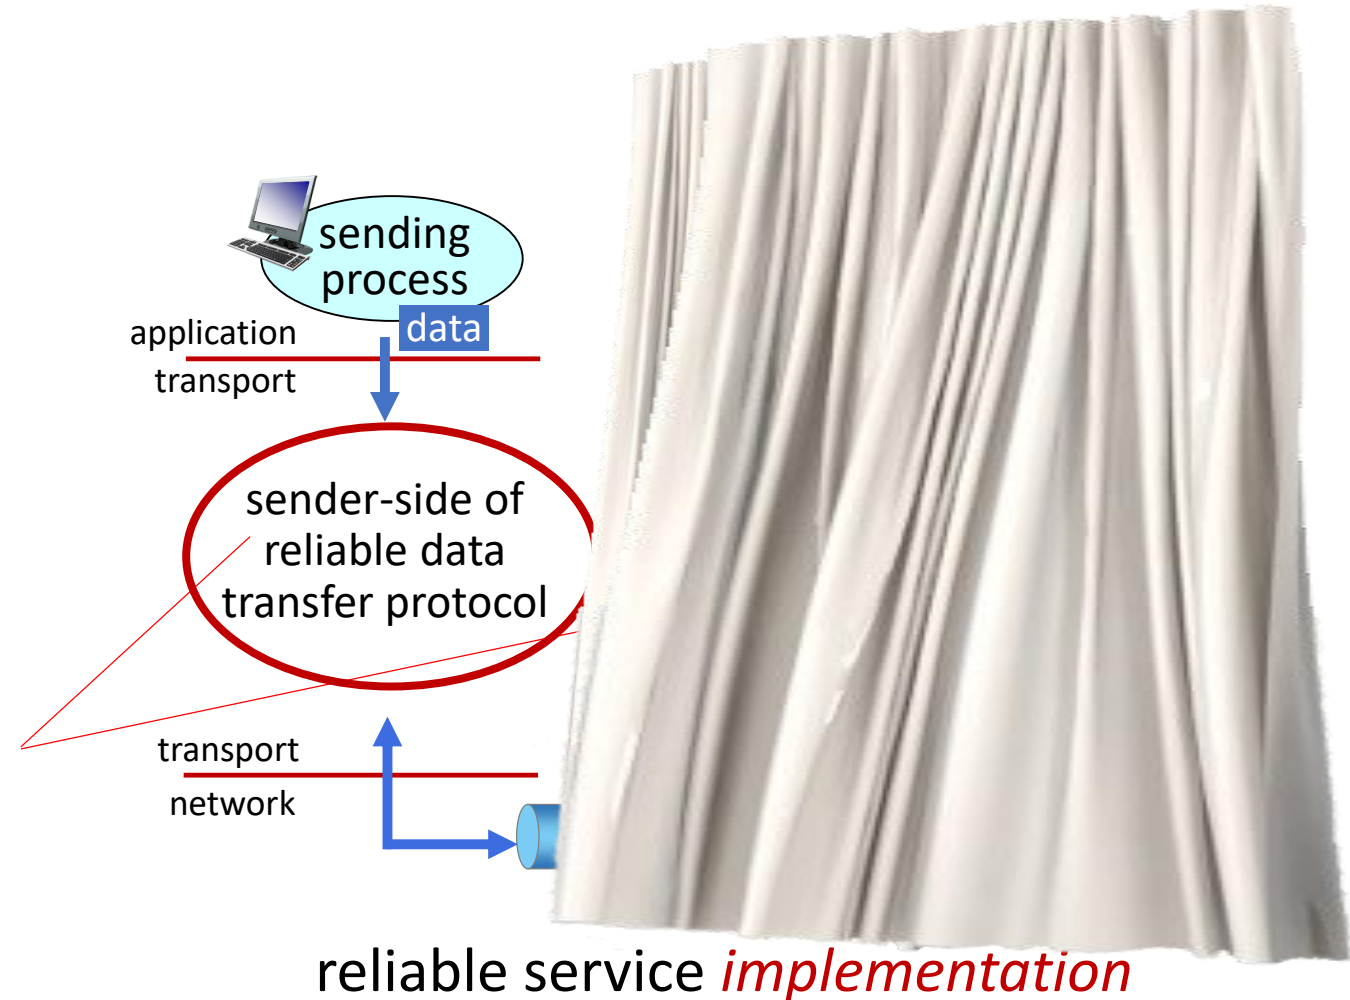 sending
process
data
application
transport
sender-side of
reliable data
transfer protocol
transport
network
reliable service implementation